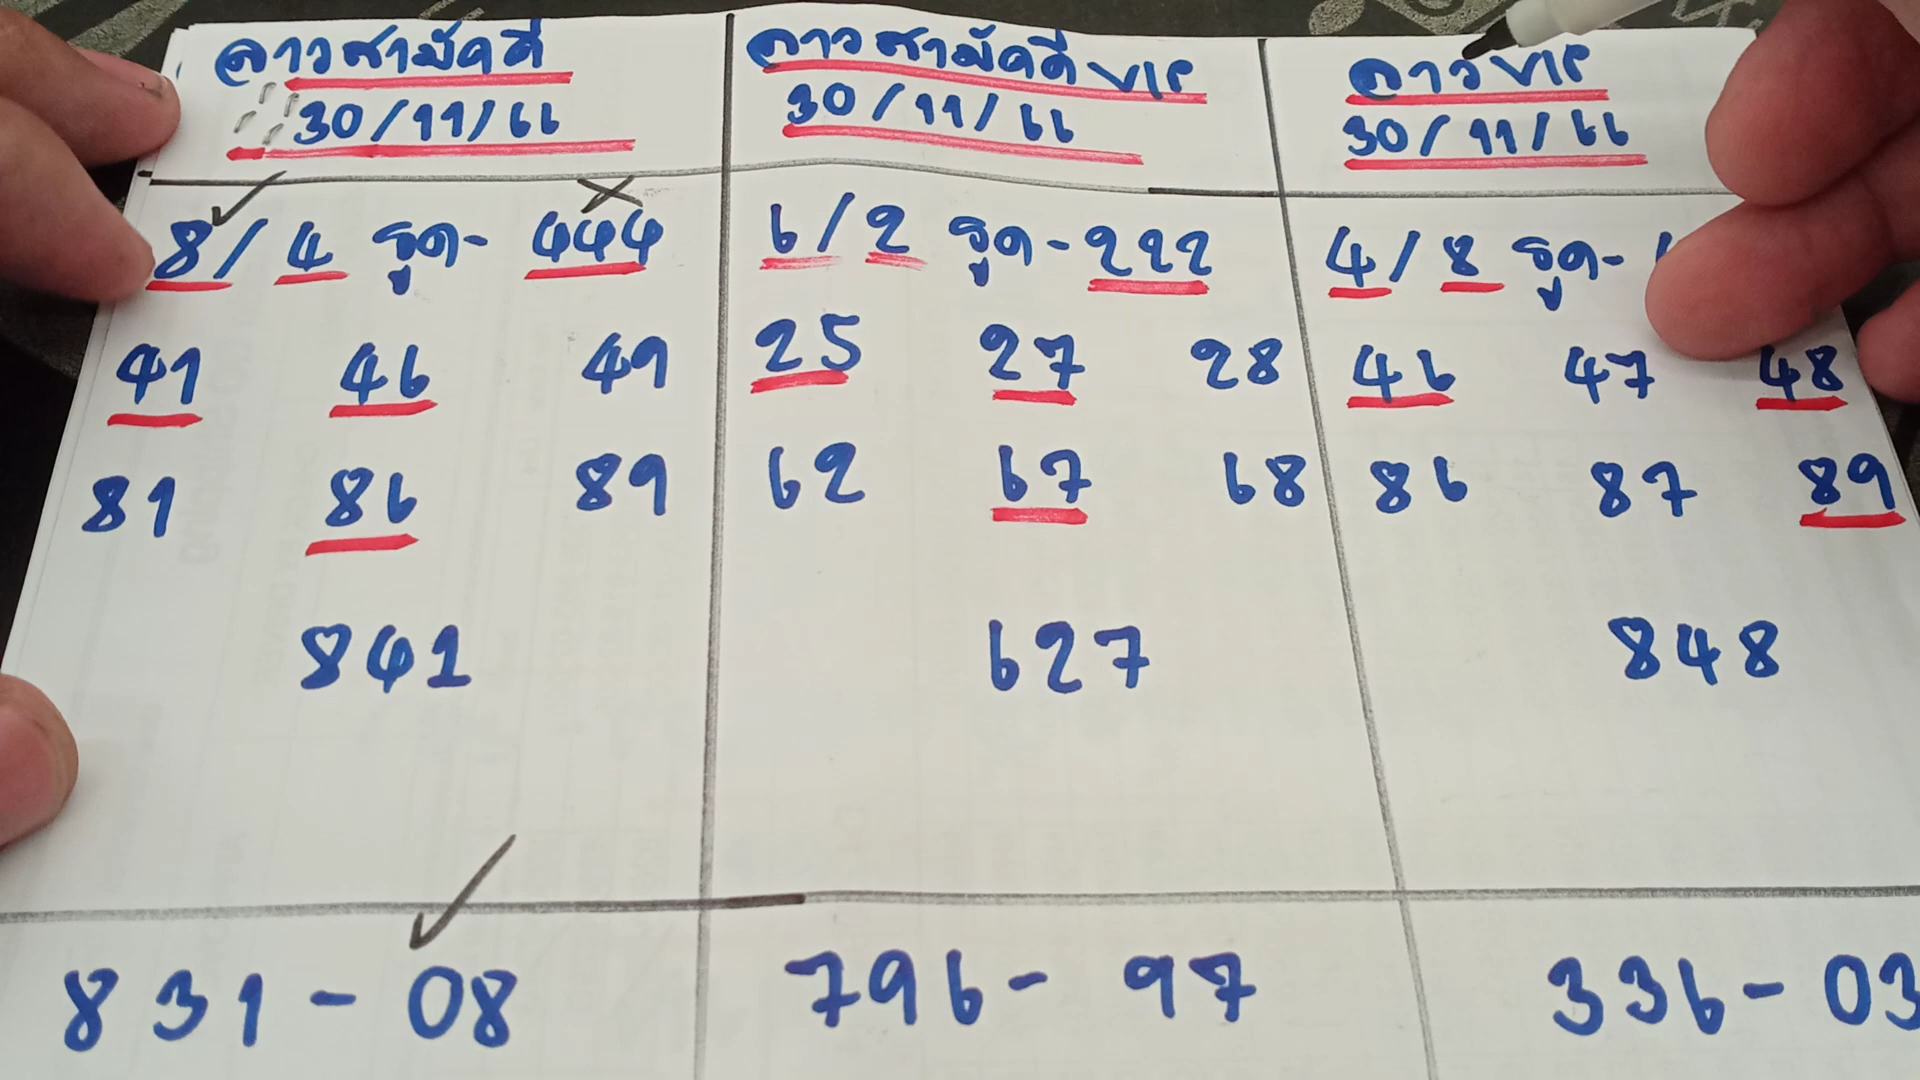 ลาวสามัคคี
30/11/66
8/4 รูด- 444
41 46 49
81 86 89
841
831 - 08
ลาวสามัคคี VIP
30/11/66
6/2 รูด-222
25 27 28
62 67 68
627
796- 97
ลาว VIP
30/11/66
4/8 รูด-
46 47 48
86 87 89
848
336-03